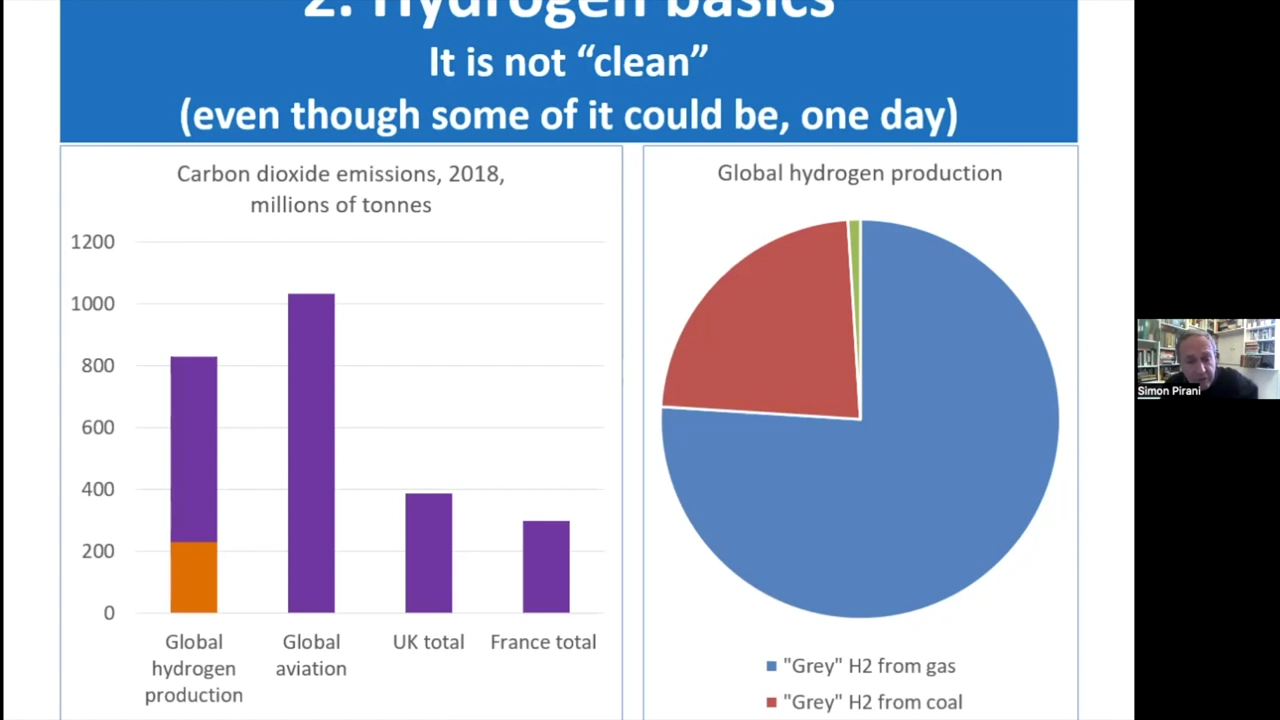 2. Hydrogen basics
It is not “clean”
(even though some of it could be, one day)
Carbon dioxide emissions, 2018,
millions of tonnes
1200
1000
800
600
400
200
0
Global
hydrogen
production
Global
aviation
UK total
France total
Global hydrogen production
"Grey" H2 from gas
"Grey" H2 from coal
Simon Pirani